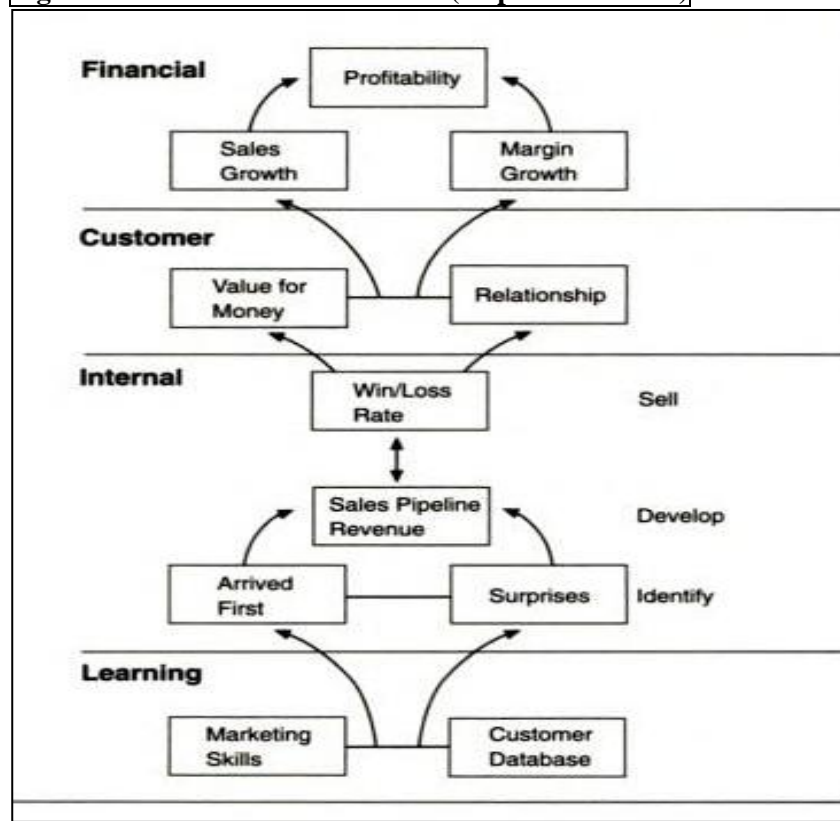 Financial
Profitability
Sales
Growth
Margin
Growth
Customer
Value for
Money
Relationship
Internal
Win/Loss
Rate
Sell
Sales Pipeline
Revenue
Develop
Arrived
First
Surprises
Identify
Learning
Marketing
Skills
Customer
Database